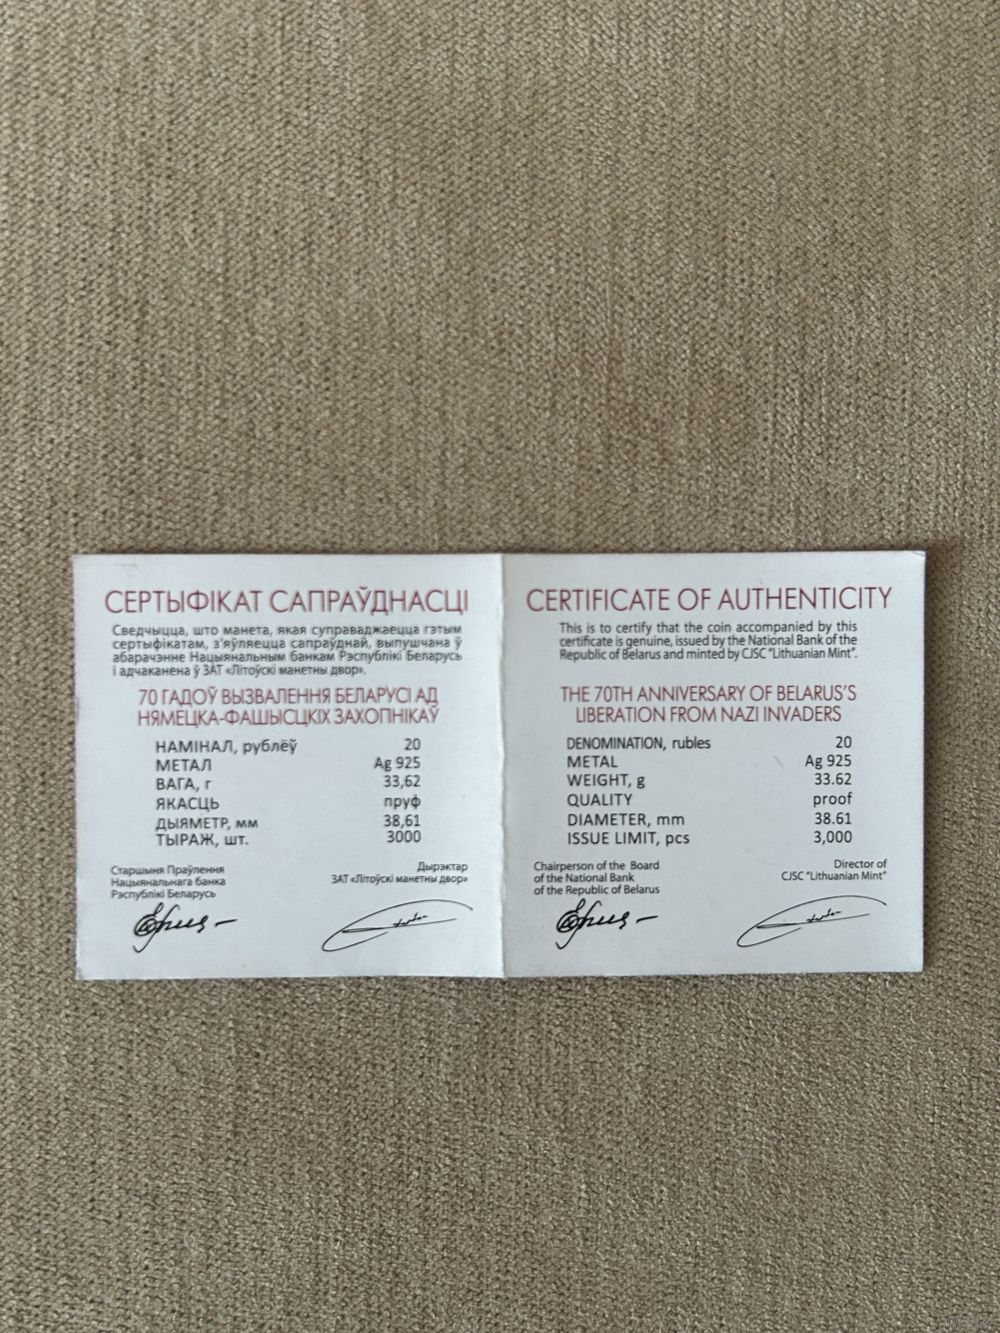 СЕРТЫФІКАТ САПРАЎДНАСЦІ
Сведчыцца, што манета, якая суправаджаецца гэтым
сертыфікатам, з'яўляецца сапраўднай, выпушчана ў
абарачэнне Нацыянальным банкам Рэспублікі Беларусь
і адчаканена ў ЗАТ «Літоўскі манетны двор».
70 ГАДОЎ ВЫЗВАЛЕННЯ БЕЛАРУСІ АД
НЯМЕЦКА-ФАШЫСЦКІХ ЗАХОПНІКАЎ
НАМІНАЛ, рублёў 20
МЕТАЛ Ag 925
ВАГА, г 33,62
ЯКАСЦЬ пруф
ДЫЯМЕТР, мм 38,61
ТЫРАЖ, шт. 3000
Старшыня Праўлення
Нацыянальнага банка
Рэспублікі Беларусь
Дырэктар
ЗАТ «Літоўскі манетны двор»
CERTIFICATE OF AUTHENTICITY
This is to certify that the coin accompanied by this
certificate is genuine, issued by the National Bank of the
Republic of Belarus and minted by CJSC "Lithuanian Mint".
THE 70TH ANNIVERSARY OF BELARUS'S
LIBERATION FROM NAZI INVADERS
DENOMINATION, rubles 20
METAL Ag 925
WEIGHT, g 33.62
QUALITY proof
DIAMETER, mm 38.61
ISSUE LIMIT, pcs 3,000
Chairperson of the Board
of the National Bank
of the Republic of Belarus
Director of
CJSC "Lithuanian Mint"